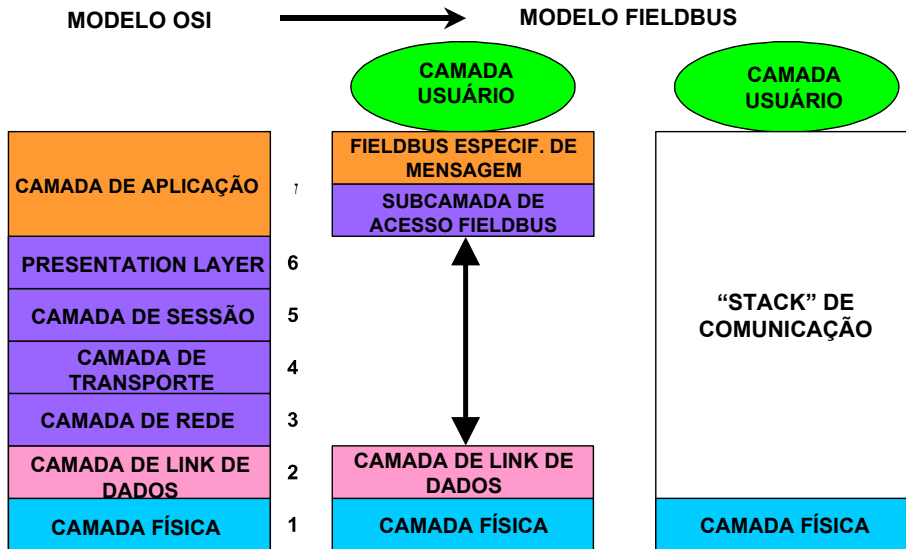 MODELO OSI
MODELO FIELDBUS
CAMADA
USUÁRIO
CAMADA
USUÁRIO
CAMADA DE APLICAÇÃO
7
FIELDBUS ESPECIF. DE
MENSAGEM
SUBCAMADA DE
ACESSO FIELDBUS
PRESENTATION LAYER
6
CAMADA DE SESSÃO
5
CAMADA DE
TRANSPORTE
4
CAMADA DE REDE
3
CAMADA DE LINK DE
DADOS
2
CAMADA DE LINK DE
DADOS
CAMADA FÍSICA
1
CAMADA FÍSICA
“STACK” DE
COMUNICAÇÃO
CAMADA FÍSICA